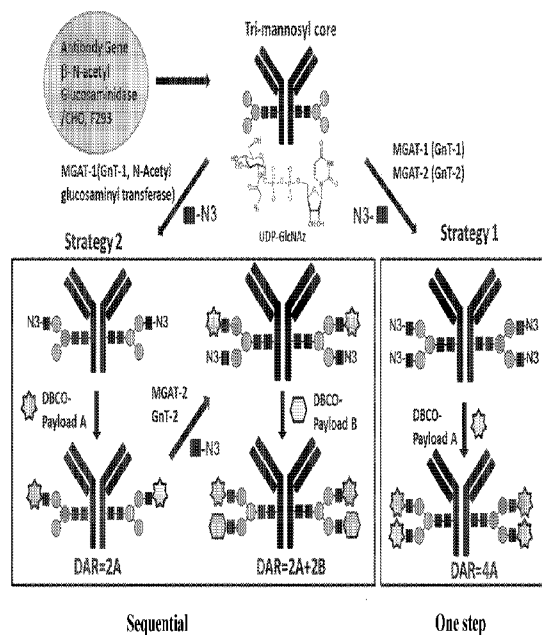 Tri-mannosyl core
Antibody Gene
β-N-acetyl
Glucosaminidase
/CHO, F293
MGAT-1(GnT-1, N-Acetyl
glucosaminyl transferase)
-N3
MGAT-1 (GnT-1)
MGAT-2 (GnT-2)
N3-
UDP-GlcNAz
Strategy 2
Strategy 1
N3-
-N3
N3-
N3
N3-
-N3
N3-
-N3
DBCO-
Payload A
MGAT-2
GnT-2
-N3
DBCO-
Payload B
DBCO-
Payload A
DAR=2A
DAR=2A+2B
DAR=4A
Sequential
One step